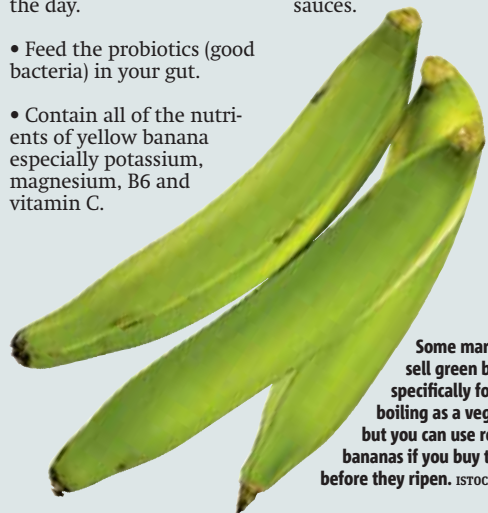 the day.
• Feed the probiotics (good
bacteria) in your gut.
• Contain all of the nutri-
ents of yellow banana
especially potassium,
magnesium, B6 and
vitamin C.
sauces.
Some
sell green
specifically
boiling as a
but you can use
bananas if you buy
before they ripen.